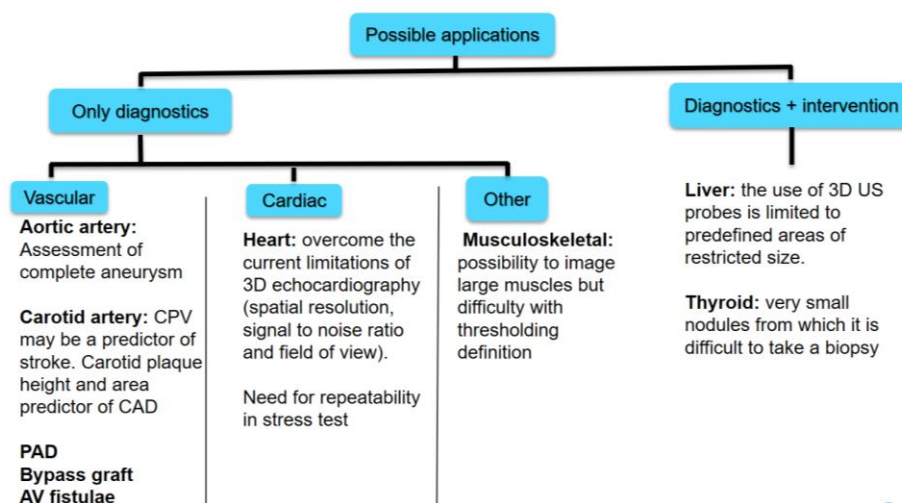 Possible applications
Only diagnostics
Diagnostics + intervention
Vascular
Aortic artery:
Assessment of
complete aneurysm
Carotid artery: CPV
may be a predictor of
stroke. Carotid plaque
height and area
predictor of CAD
PAD
Bypass graft
AV fistulae
Cardiac
Heart: overcome the
current limitations of
3D echocardiography
(spatial resolution,
signal to noise ratio
and field of view).
Need for repeatability
in stress test
Other
Musculoskeletal:
possibility to image
large muscles but
difficulty with
thresholding
definition
Liver: the use of 3D US
probes is limited to
predefined areas of
restricted size.
Thyroid: very small
nodules from which it is
difficult to take a biopsy